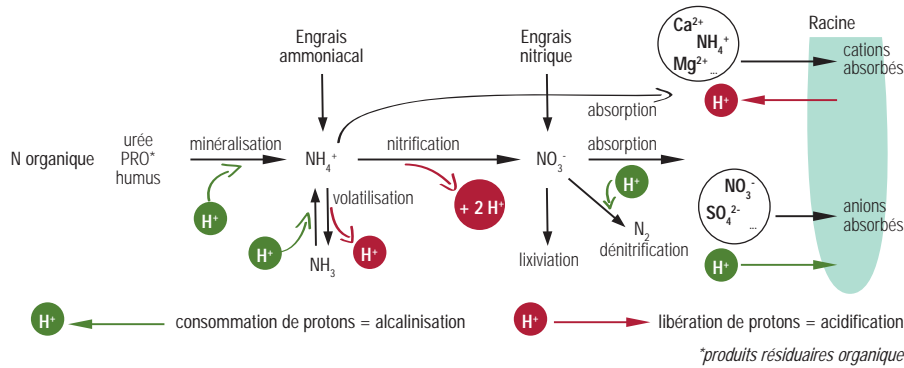 Engrais
ammoniacal
Engrais
nitrique
Ca²⁺
NH₄⁺
Mg²⁺ ...
Racine
cations
absorbés
H⁺
absorption
N organique
urée
PRO*
humus
minéralisation
NH₄⁺
nitrification
NO₃⁻
absorption
H⁺
+ 2 H⁺
H⁺
volatilisation
H⁺
H⁺
NH₃
lixiviation
N₂
dénitrification
NO₃⁻
SO₄²⁻
...
anions
absorbés
H⁺
H⁺ consommation de protons = alcalinisation
H⁺ libération de protons = acidification
*produits résiduaires organique